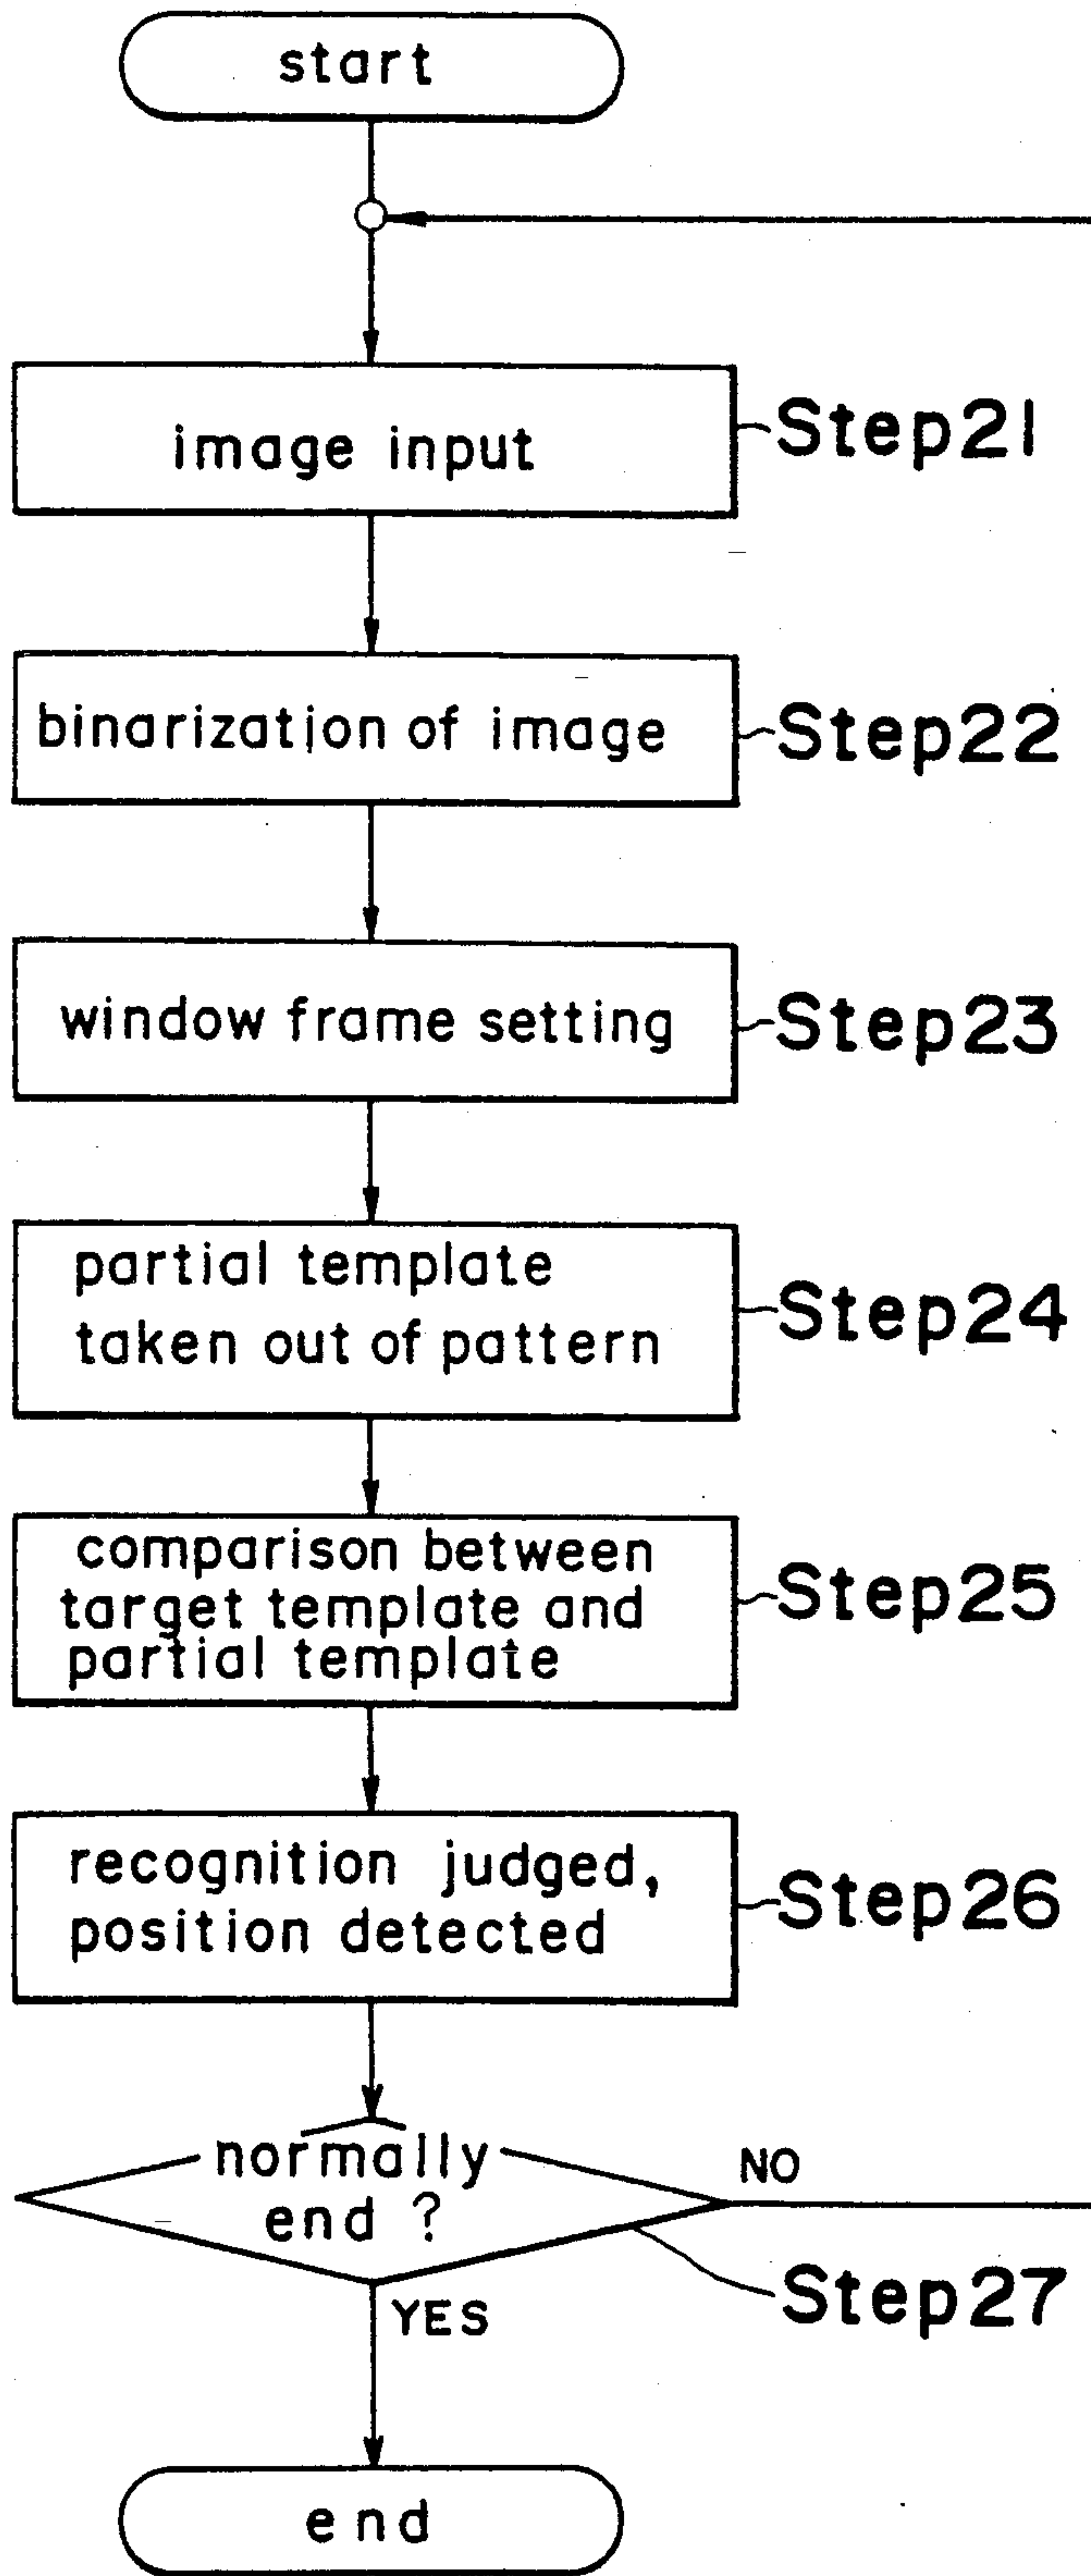 start
image input
Step21
binarization of image
Step22
window frame setting
Step23
partial template
taken out of pattern
Step24
comparison between
target template and
partial template
Step25
recognition judged,
position detected
Step26
normally
end ?
NO
Step27
YES
end